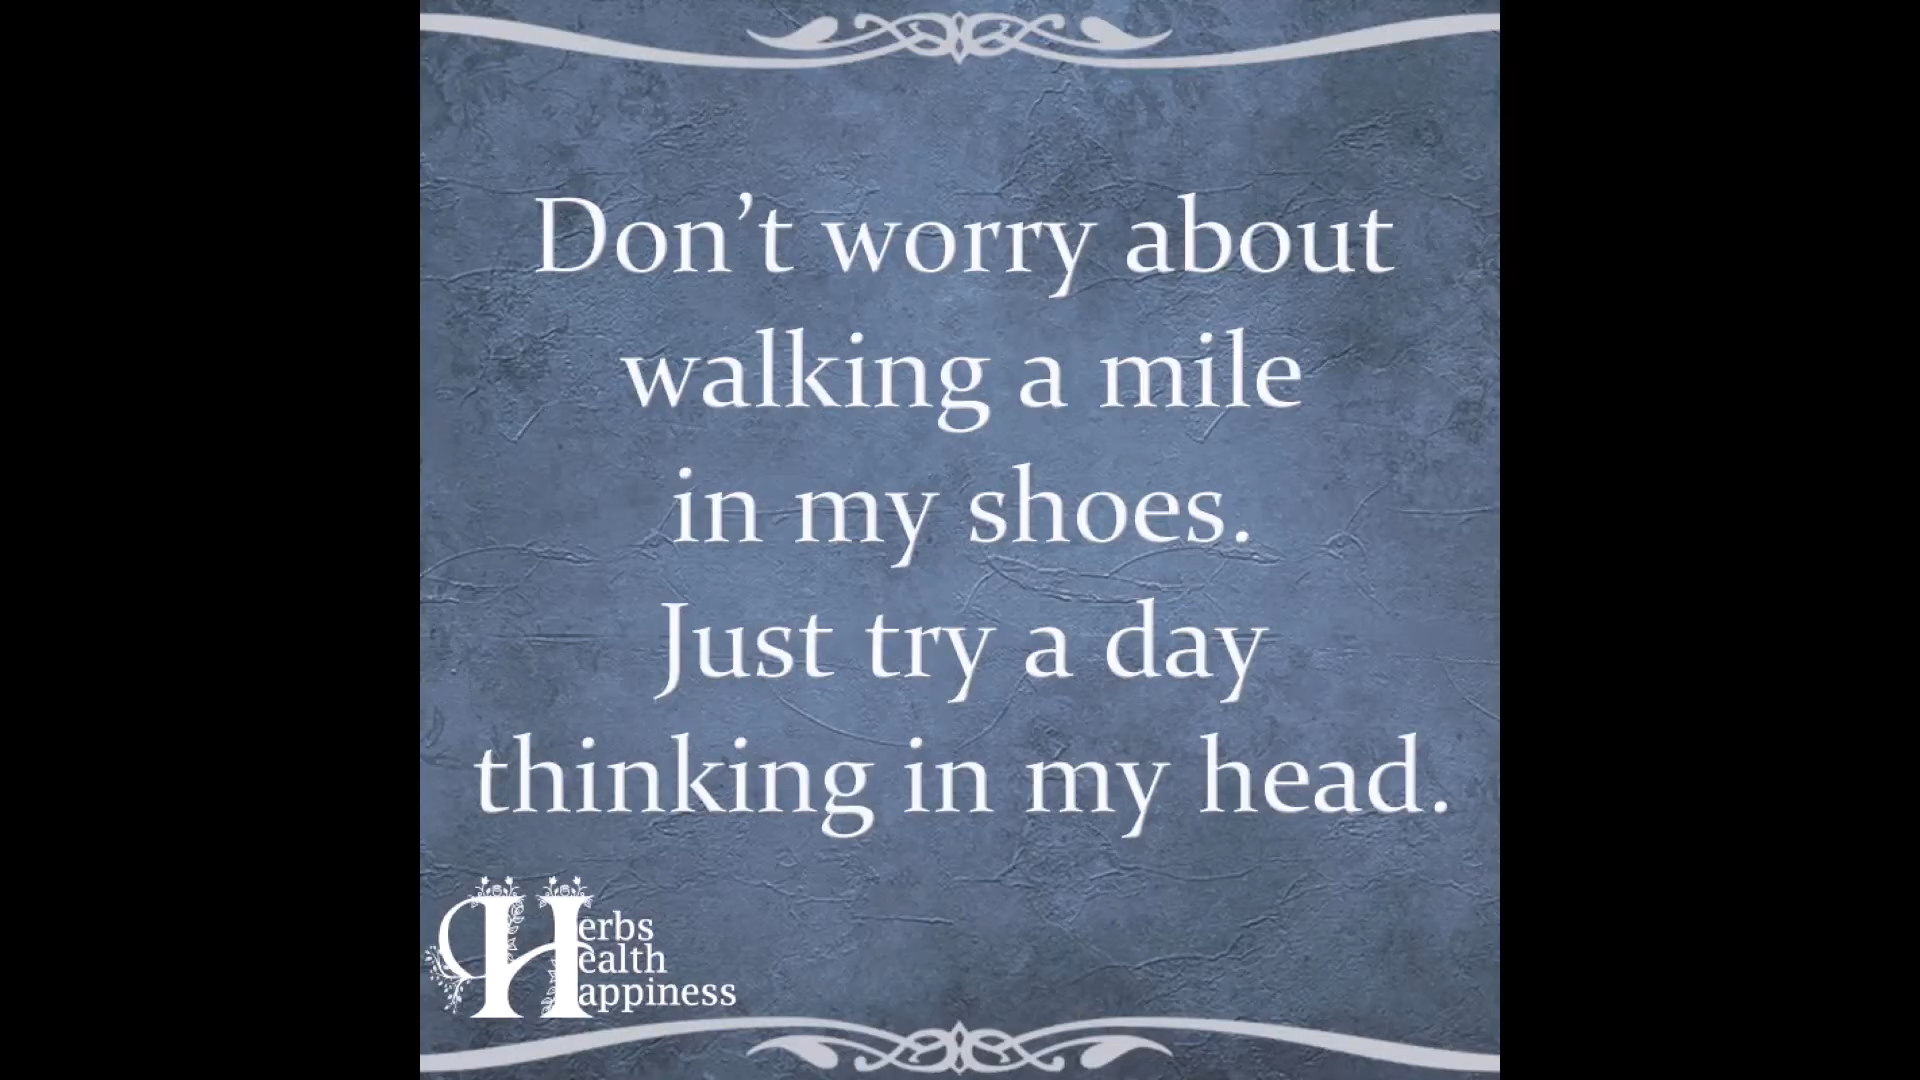 Don’t worry about
walking a mile
in my shoes.
Just try a day
thinking in my head.
Herbs
Health
Happiness